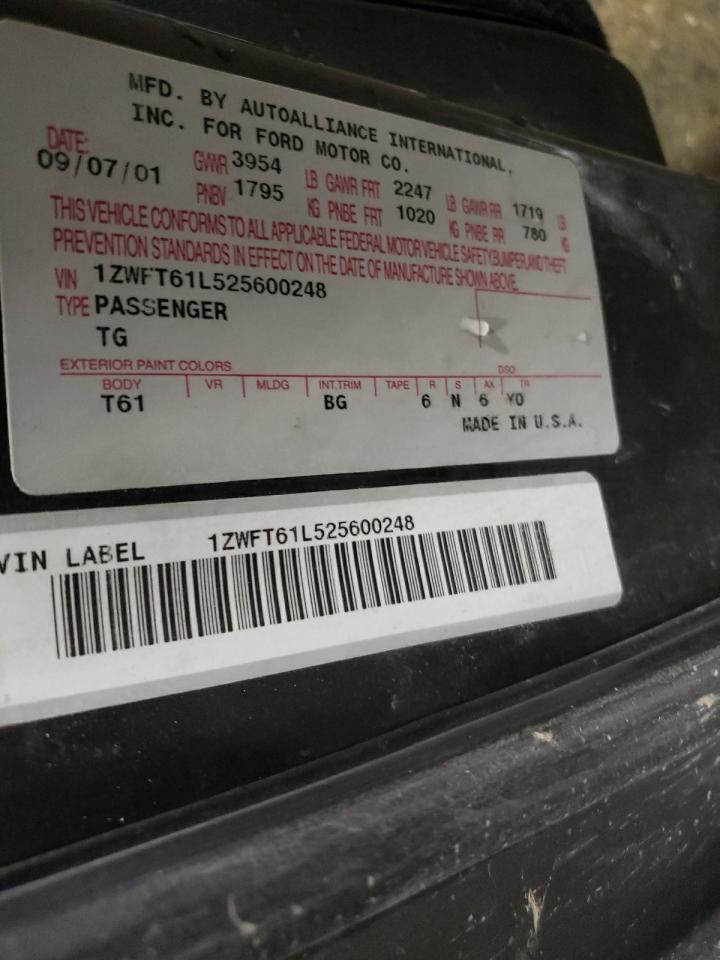 MFD. BY AUTOALLIANCE INTERNATIONAL,
INC. FOR FORD MOTOR CO.
DATE: GVWR 3954 LB GAWR FRT 2247 LB GAWR RR 1719 LB
09/07/01 PNBV 1795 KG PNBE FRT 1020 KG PNBE RR 780 KG
THIS VEHICLE CONFORMS TO ALL APPLICABLE FEDERAL MOTOR VEHICLE SAFETY, BUMPER, AND THEFT
PREVENTION STANDARDS IN EFFECT ON THE DATE OF MANUFACTURE SHOWN ABOVE.
VIN 1ZWFT61L525600248
TYPE PASSENGER
TG
EXTERIOR PAINT COLORS DSO
BODY VR MLDG INT.TRIM TAPE R S AX TR
T61 BG 6 N 6 YO
MADE IN U.S.A.
VIN LABEL 1ZWFT61L525600248